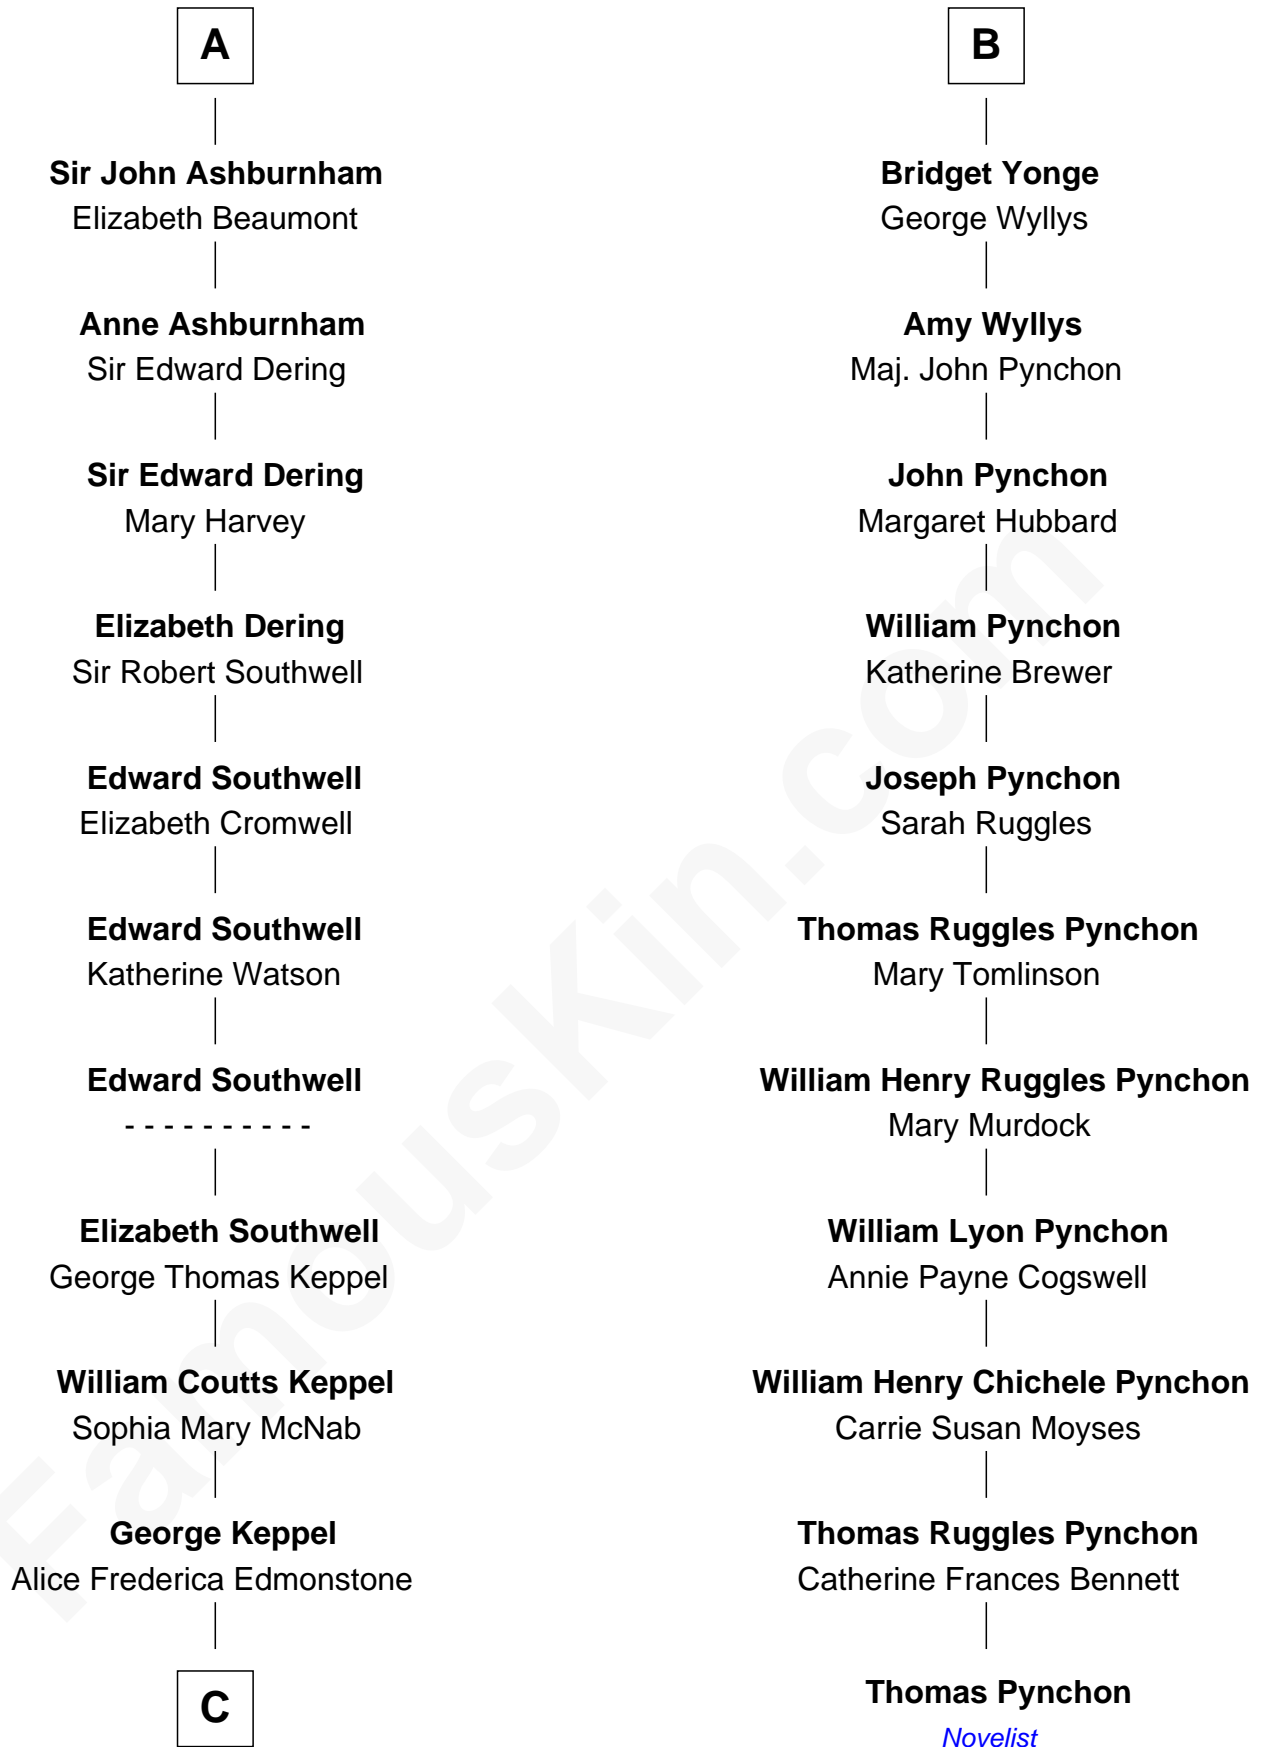 A
Sir John Ashburnham
Elizabeth Beaumont
Anne Ashburnham
Sir Edward Dering
Sir Edward Dering
Mary Harvey
Elizabeth Dering
Sir Robert Southwell
Edward Southwell
Elizabeth Cromwell
Edward Southwell
Katherine Watson
Edward Southwell
- - - - - - - - - -
Elizabeth Southwell
George Thomas Keppel
William Coutts Keppel
Sophia Mary McNab
George Keppel
Alice Frederica Edmonstone
C
B
Bridget Yonge
George Wyllys
Amy Wyllys
Maj. John Pynchon
John Pynchon
Margaret Hubbard
William Pynchon
Katherine Brewer
Joseph Pynchon
Sarah Ruggles
Thomas Ruggles Pynchon
Mary Tomlinson
William Henry Ruggles Pynchon
Mary Murdock
William Lyon Pynchon
Annie Payne Cogswell
William Henry Chichele Pynchon
Carrie Susan Moyses
Thomas Ruggles Pynchon
Catherine Frances Bennett
Thomas Pynchon
Novelist
FamousKin.com